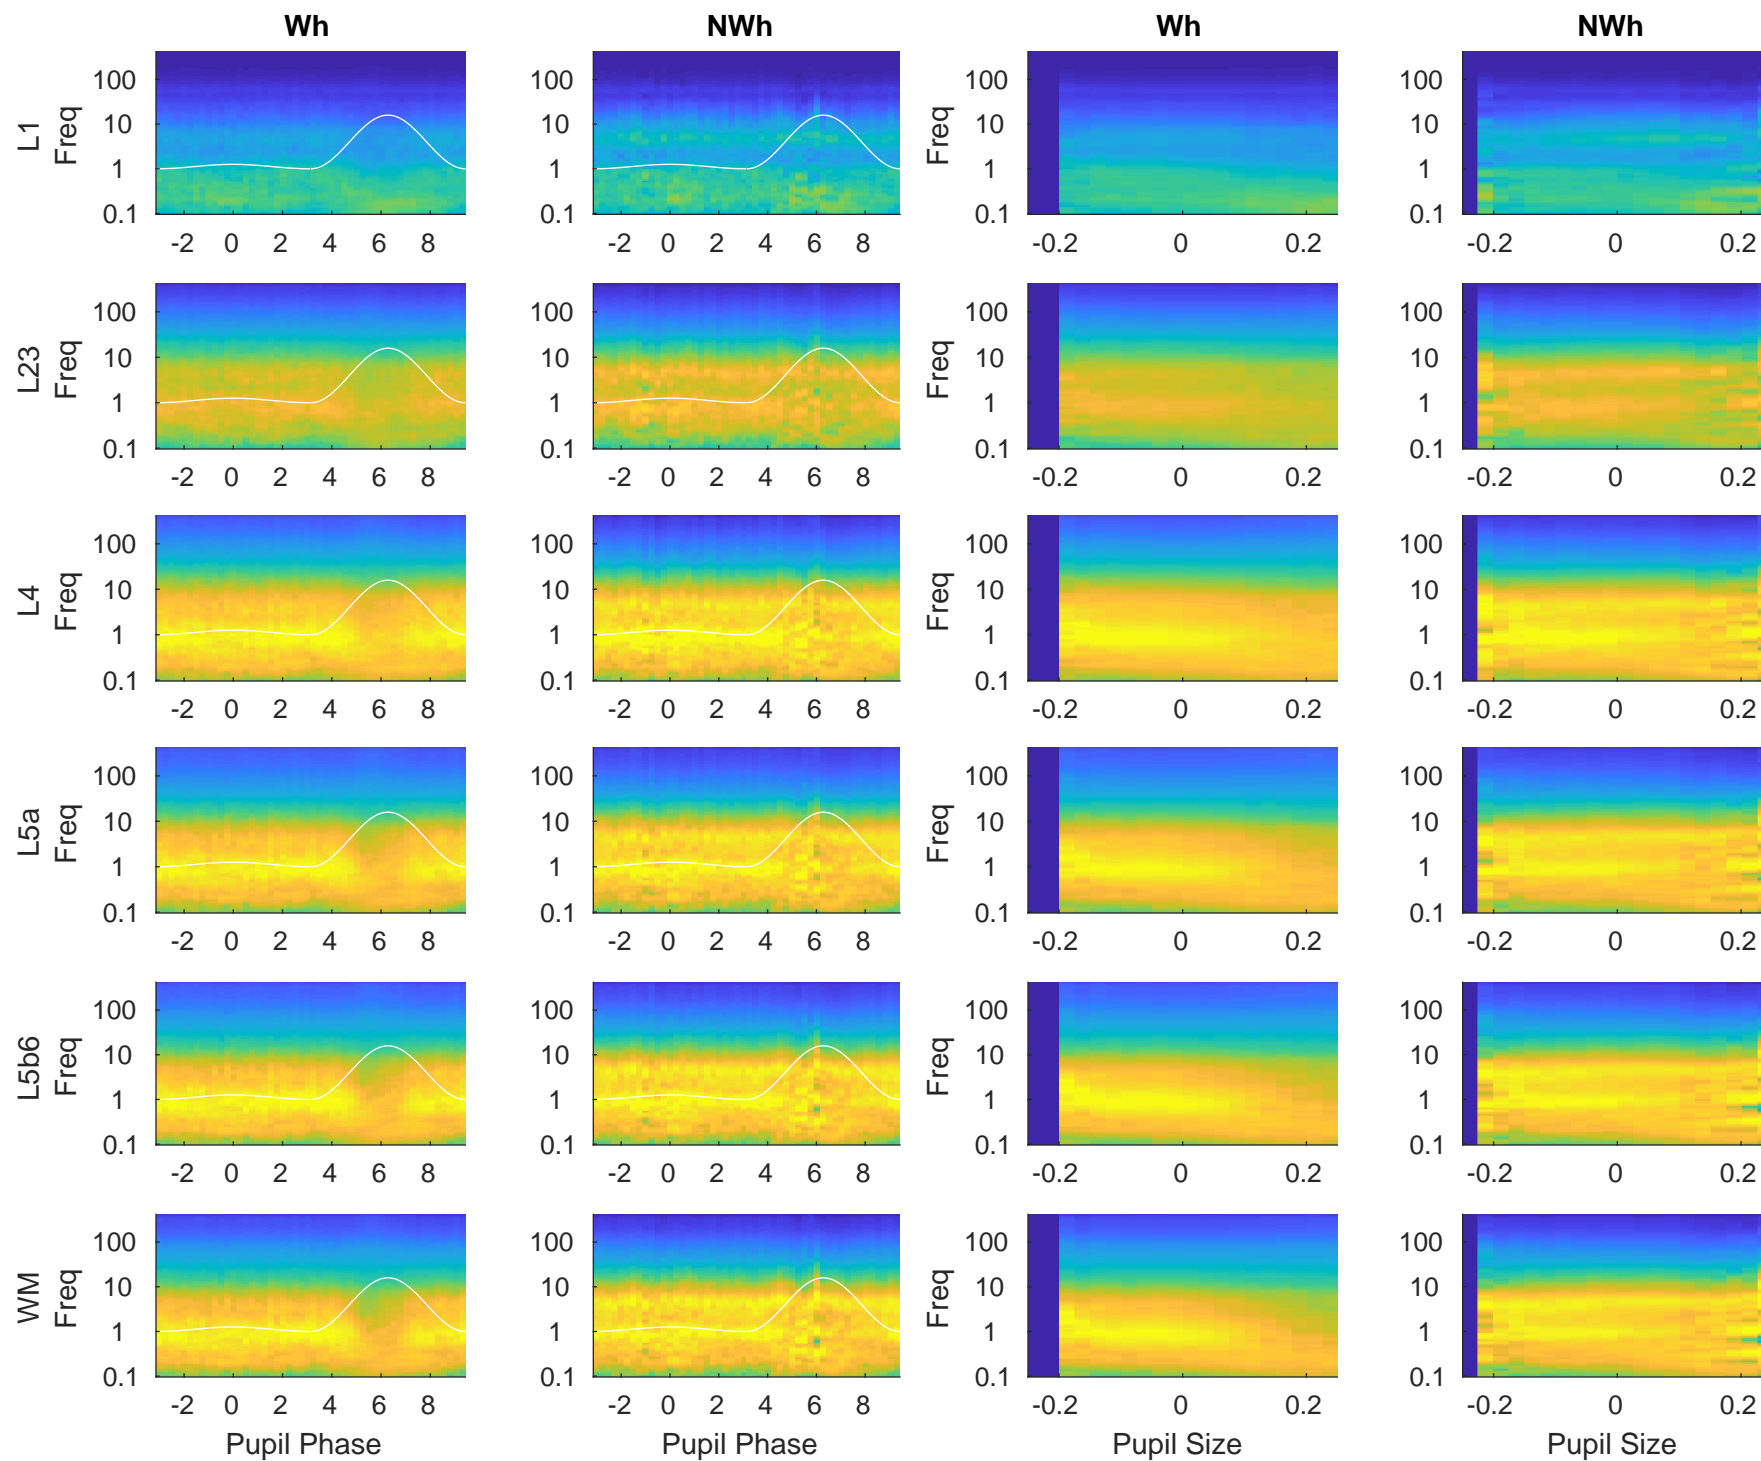 Wh NWh Wh NWh
L1 Freq 100 10 1 0.1 -2 0 2 4 6 8
100 10 1 0.1 -2 0 2 4 6 8
Freq 100 10 1 0.1 -0.2 0 0.2
100 10 1 0.1 -0.2 0 0.2
L23 Freq 100 10 1 0.1 -2 0 2 4 6 8
100 10 1 0.1 -2 0 2 4 6 8
Freq 100 10 1 0.1 -0.2 0 0.2
100 10 1 0.1 -0.2 0 0.2
L4 Freq 100 10 1 0.1 -2 0 2 4 6 8
100 10 1 0.1 -2 0 2 4 6 8
Freq 100 10 1 0.1 -0.2 0 0.2
100 10 1 0.1 -0.2 0 0.2
L5a Freq 100 10 1 0.1 -2 0 2 4 6 8
100 10 1 0.1 -2 0 2 4 6 8
Freq 100 10 1 0.1 -0.2 0 0.2
100 10 1 0.1 -0.2 0 0.2
L5b6 Freq 100 10 1 0.1 -2 0 2 4 6 8
100 10 1 0.1 -2 0 2 4 6 8
Freq 100 10 1 0.1 -0.2 0 0.2
100 10 1 0.1 -0.2 0 0.2
WM Freq 100 10 1 0.1 -2 0 2 4 6 8
100 10 1 0.1 -2 0 2 4 6 8
Freq 100 10 1 0.1 -0.2 0 0.2
100 10 1 0.1 -0.2 0 0.2
Pupil Phase Pupil Phase Pupil Size Pupil Size